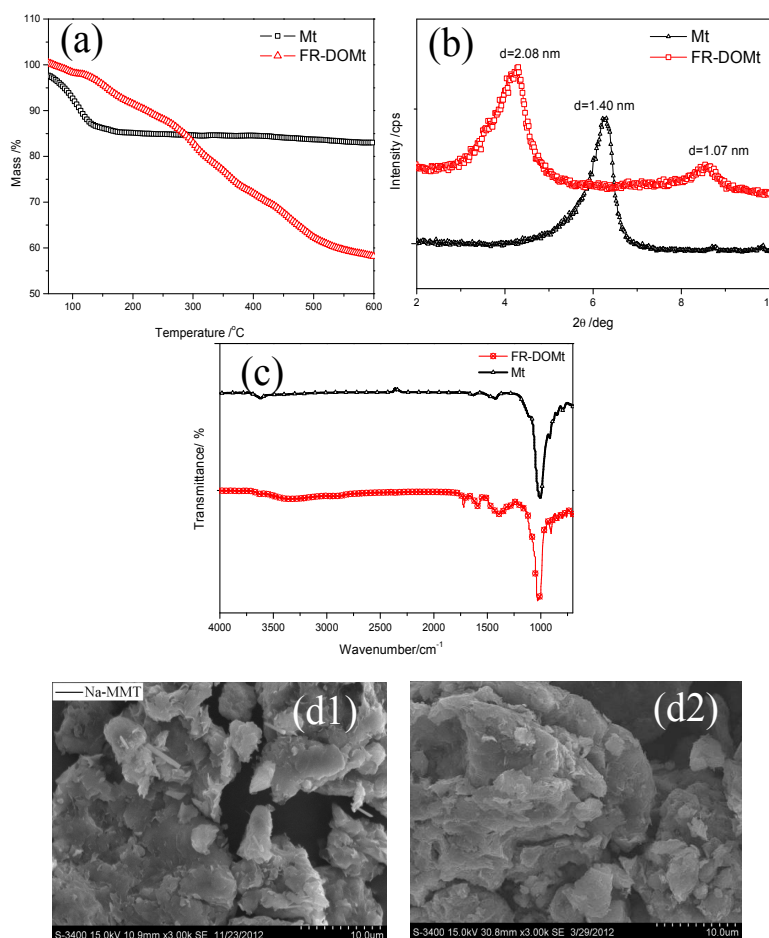 (a)
Mt
FR-DOMt
110
100
90
80
70
60
50
Mass /%
100
200
300
400
500
600
Temperature /°C
(b)
Mt
FR-DOMt
d=2.08 nm
d=1.40 nm
d=1.07 nm
Intensity /cps
2
4
6
8
10
2θ /deg
(c)
FR-DOMt
Mt
Transmittance/ %
4000
3500
3000
2500
2000
1500
1000
Wavenumber/cm-1
Na-MMT
(d1)
S-3400 15.0kV 10.9mm x3.00k SE 11/23/2012
10.0um
(d2)
S-3400 15.0kV 30.8mm x3.00k SE 3/29/2012
10.0um